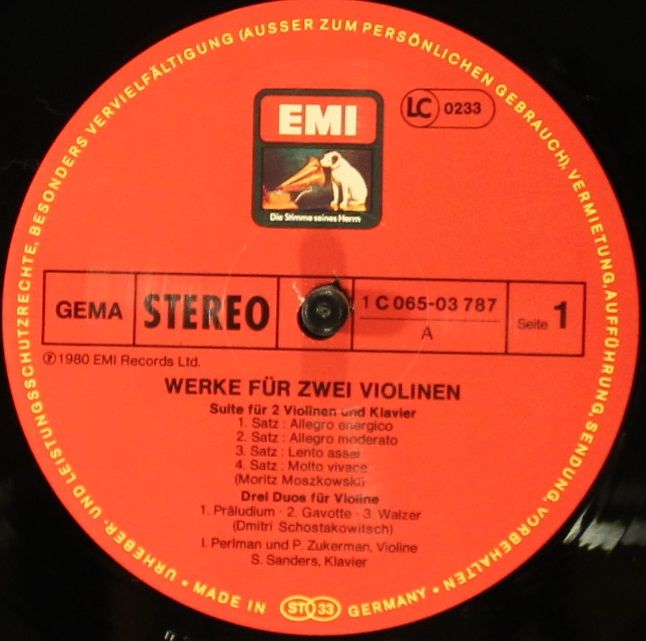 URHEBER- UND LEISTUNGSSCHUTZRECHTE, BESONDERS VERVIELFÄLTIGUNG (AUSSER ZUM PERSÖNLICHEN GEBRAUCH), VERMIETUNG, AUFFÜHRUNG, SENDUNG, VORBEHALTEN •
EMI
Die Stimme seines Herrn
LC 0233
GEMA STEREO 1 C 065-03 787
A
Seite 1
℗ 1980 EMI Records Ltd.
WERKE FÜR ZWEI VIOLINEN
Suite für 2 Violinen und Klavier
1. Satz : Allegro energico
2. Satz : Allegro moderato
3. Satz : Lento assai
4. Satz : Molto vivace
(Moritz Moszkowski)
Drei Duos für Violine
1. Präludium · 2. Gavotte · 3. Walzer
(Dmitri Schostakowitsch)
I. Perlman und P. Zukerman, Violine
S. Sanders, Klavier
• MADE IN ST 33 GERMANY •